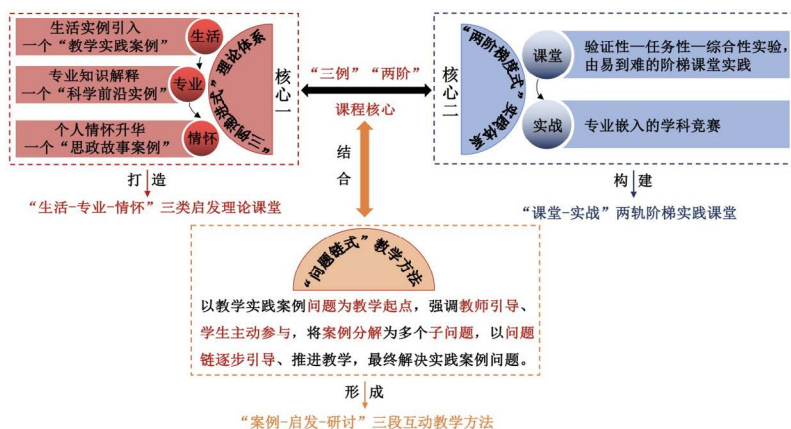 生活实例引入
一个“教学实践案例”
生活
专业知识解释
一个“科学前沿实例”
专业
个人情怀升华
一个“思政故事案例”
情怀
“三例递进式”理论体系
核心一
“三例”“两阶”
课程核心
核心二
“两阶梯度式”实践体系
课堂
验证性—任务性—综合性实验，
由易到难的阶梯课堂实践
实战
专业嵌入的学科竞赛
打造
“生活-专业-情怀”三类启发理论课堂
结合
构建
“课堂-实战”两轨阶梯实践课堂
“问题链式”教学方法
以教学实践案例问题为教学起点，强调教师引导、
学生主动参与，将案例分解为多个子问题，以问题
链逐步引导、推进教学，最终解决实践案例问题。
形成
“案例-启发-研讨”三段互动教学方法